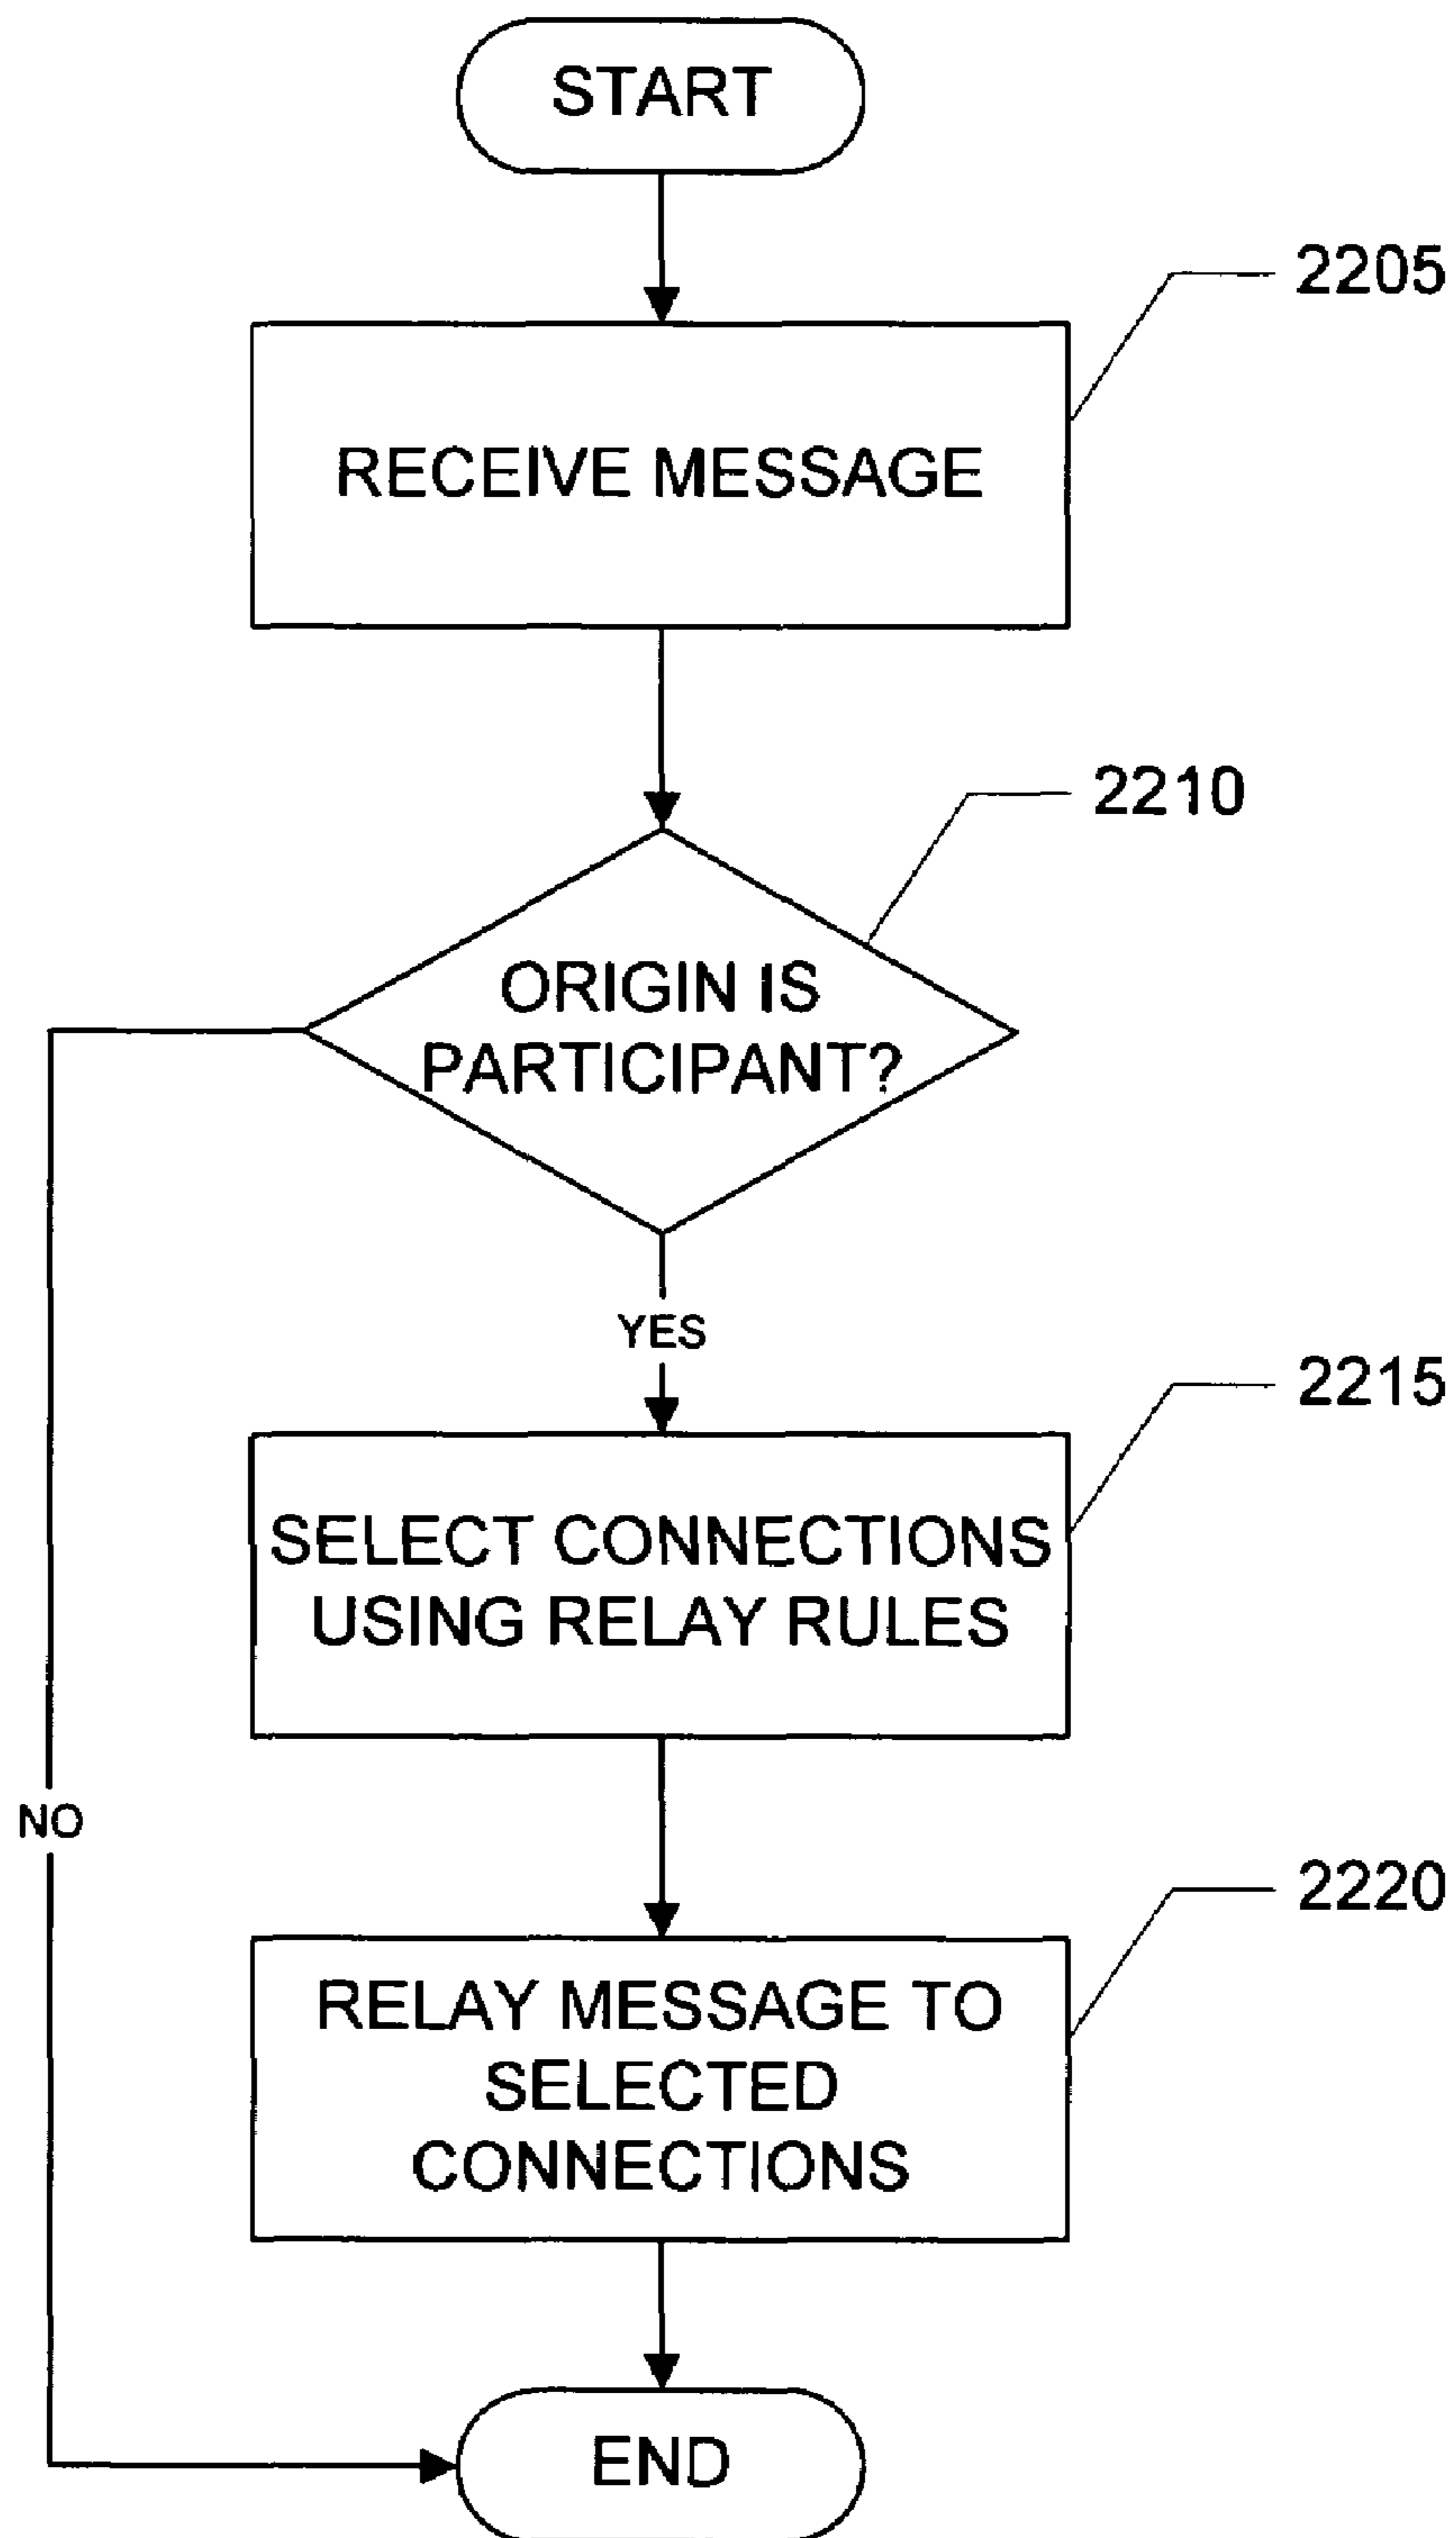 START
2205
RECEIVE MESSAGE
2210
ORIGIN IS
PARTICIPANT?
YES
2215
SELECT CONNECTIONS
USING RELAY RULES
NO
2220
RELAY MESSAGE TO
SELECTED
CONNECTIONS
END